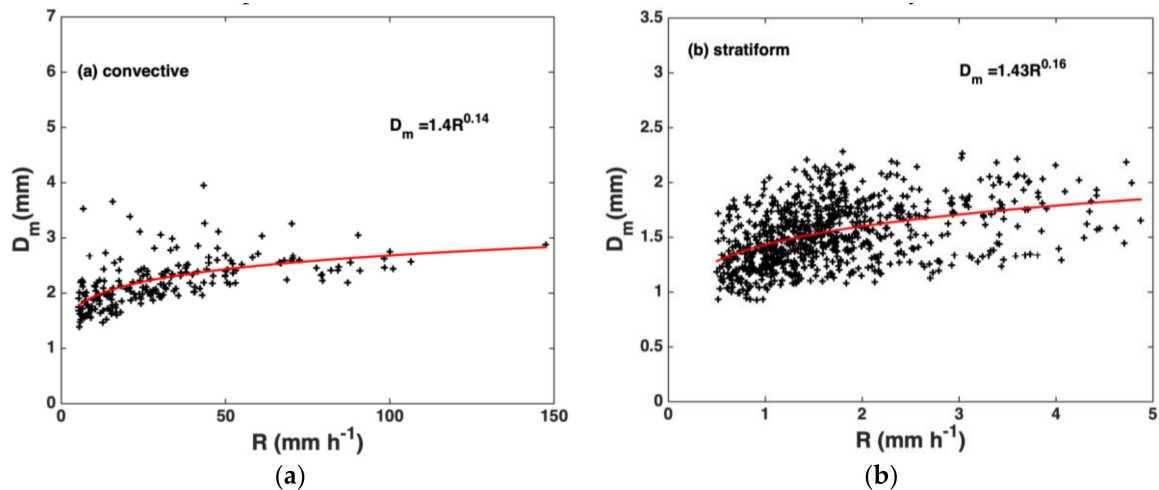 7
6
5
4
3
2
1
0
D_m(mm)
(a) convective
D_m =1.4R^0.14
0 50 100 150
R (mm h^-1)
(a)
3.5
3
2.5
2
1.5
1
0.5
0
D_m(mm)
(b) stratiform
D_m =1.43R^0.16
0 1 2 3 4 5
R (mm h^-1)
(b)